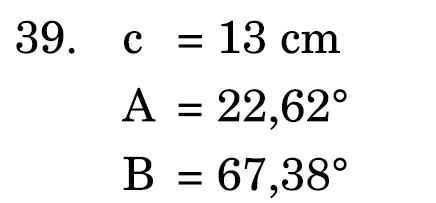 39. c = 13 cm
A = 22,62°
B = 67,38°